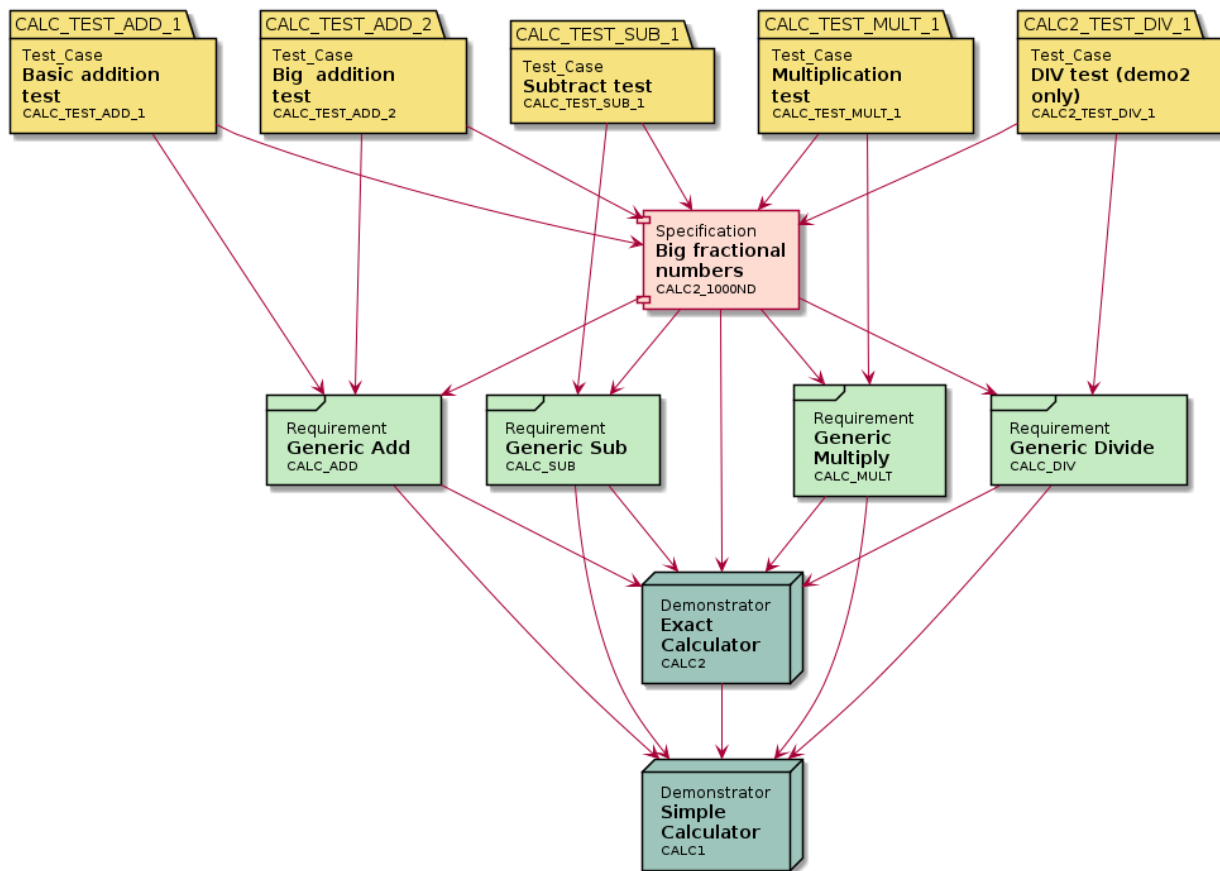 CALC_TEST_ADD_1
Test_Case
Basic addition
test
CALC_TEST_ADD_1
CALC_TEST_ADD_2
Test_Case
Big addition
test
CALC_TEST_ADD_2
CALC_TEST_SUB_1
Test_Case
Subtract test
CALC_TEST_SUB_1
CALC_TEST_MULT_1
Test_Case
Multiplication
test
CALC_TEST_MULT_1
CALC2_TEST_DIV_1
Test_Case
DIV test (demo2
only)
CALC2_TEST_DIV_1
Specification
Big fractional
numbers
CALC2_1000ND
Requirement
Generic Add
CALC_ADD
Requirement
Generic Sub
CALC_SUB
Requirement
Generic
Multiply
CALC_MULT
Requirement
Generic Divide
CALC_DIV
Demonstrator
Exact
Calculator
CALC2
Demonstrator
Simple
Calculator
CALC1